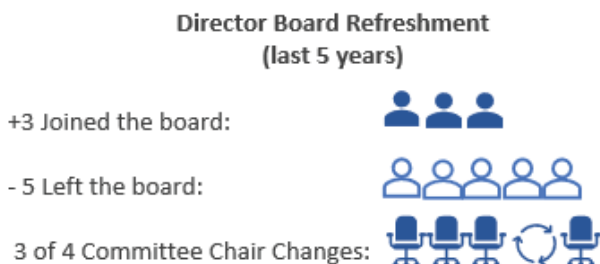 Director Board Refreshment
(last 5 years)
+3 Joined the board:
- 5 Left the board:
3 of 4 Committee Chair Changes: